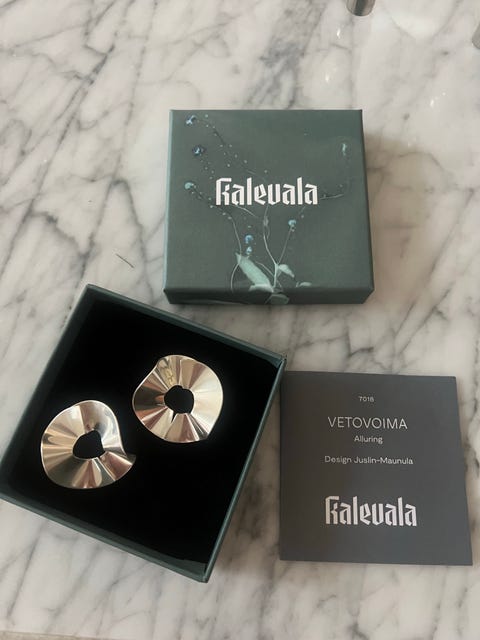 Kalevala
7018
VETOVOIMA
Alluring
Design Juslin-Maunula
Kalevala